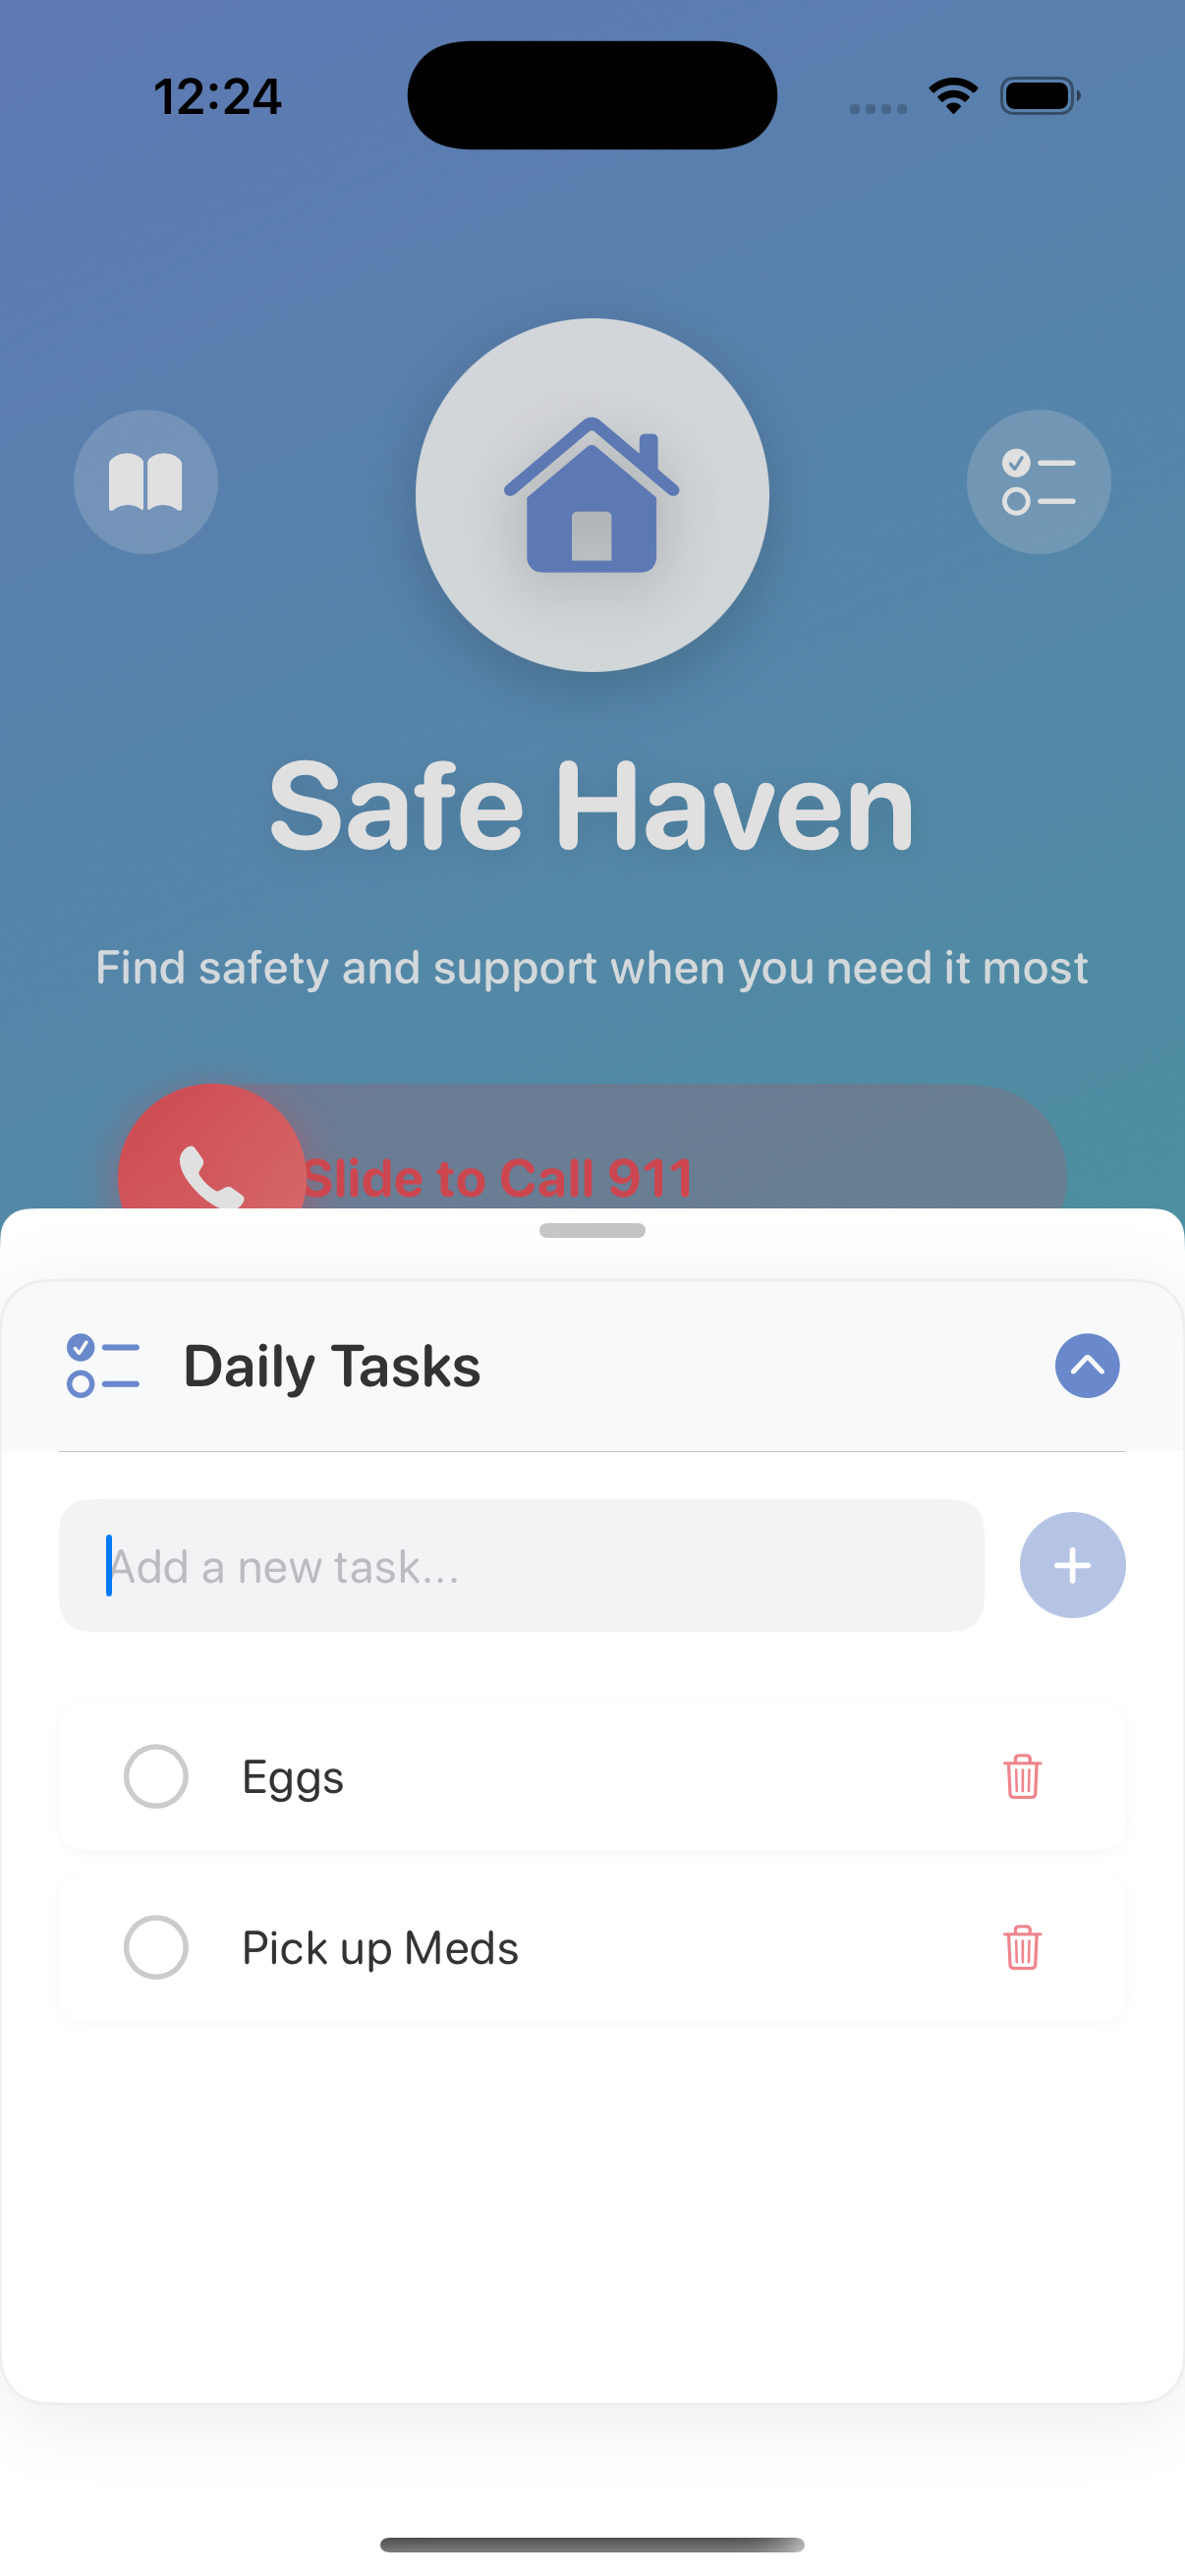 12:24
Safe Haven
Find safety and support when you need it most
Slide to Call 911
Daily Tasks
Add a new task...
Eggs
Pick up Meds